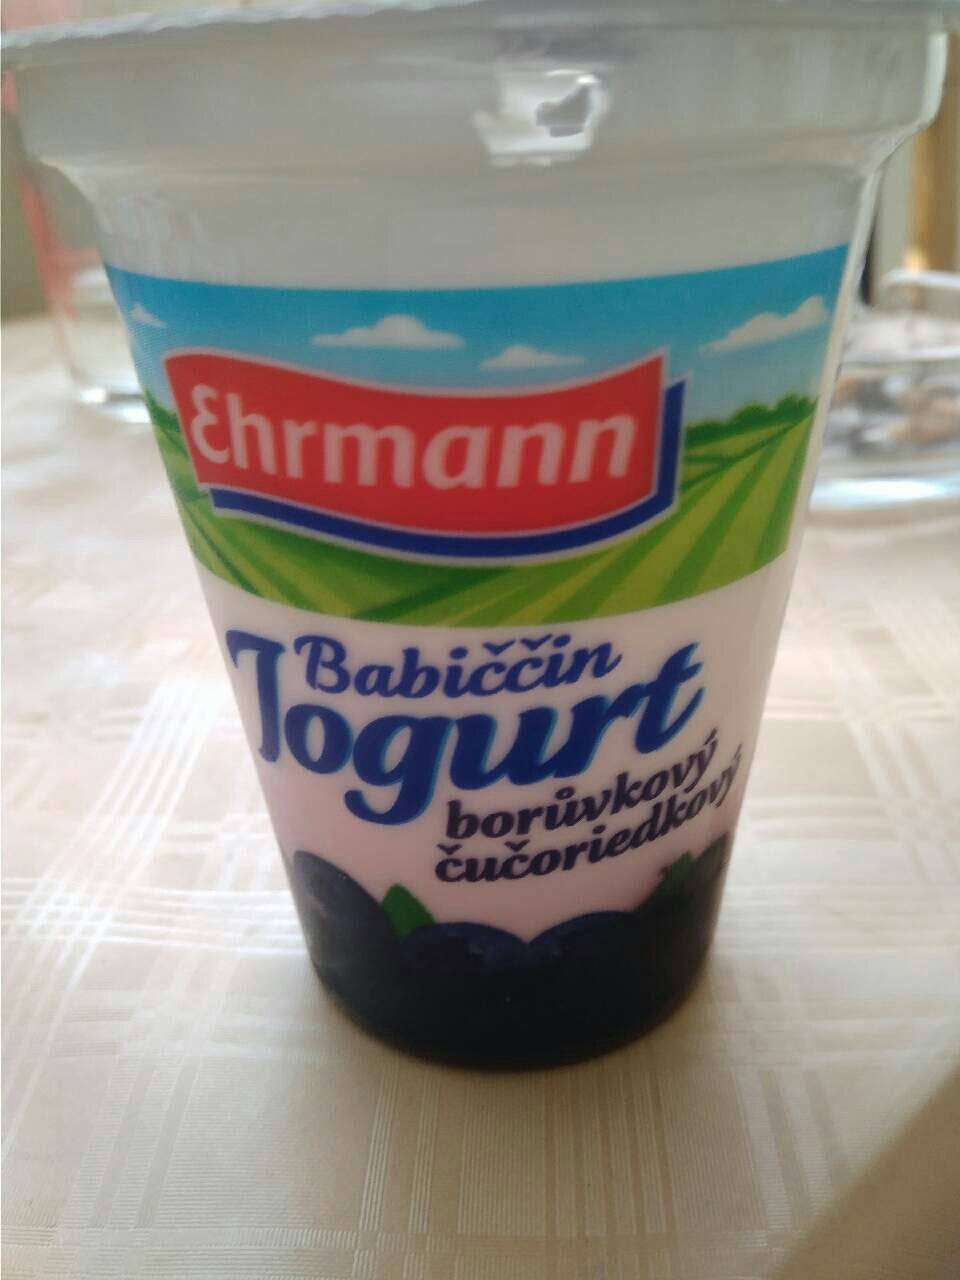 Ehrmann
Babiččin
Jogurt
borůvkový
čučoriedkový